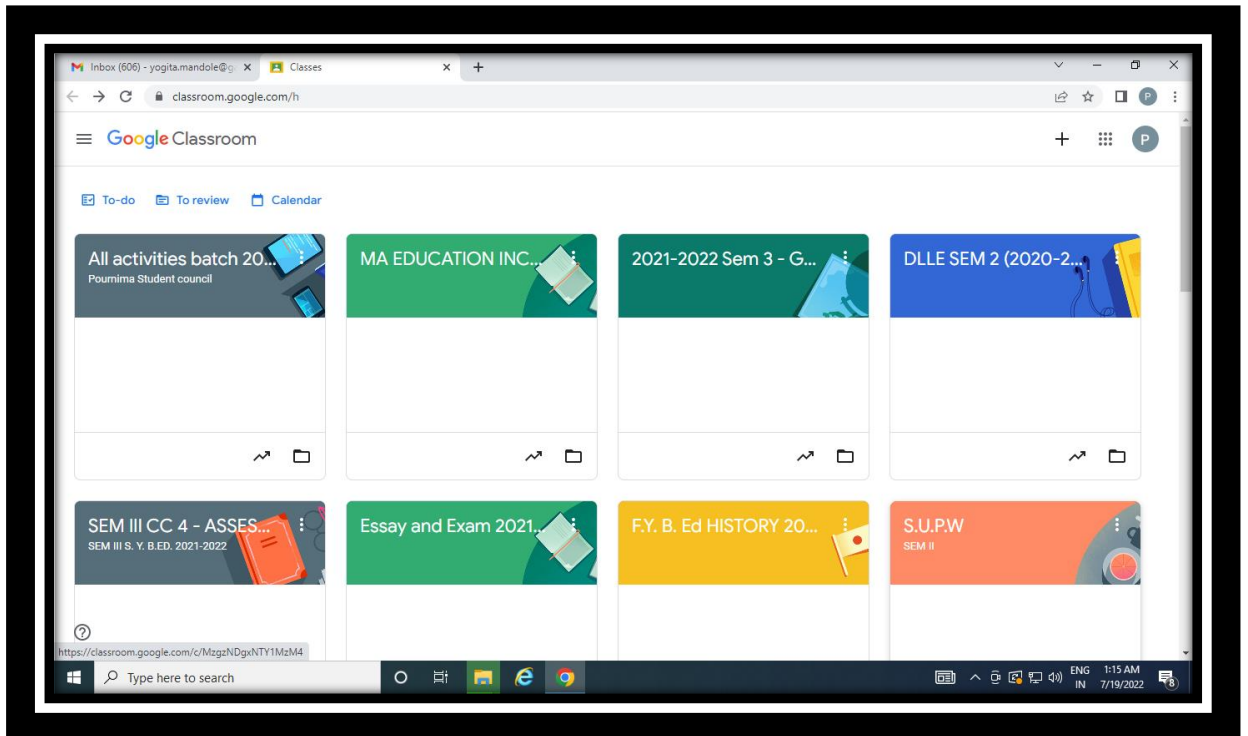 Inbox (606) - yogita.mandole@g
Classes
classroom.google.com/h
P
Google Classroom
P
To-do To review Calendar
All activities batch 20...
Pournima Student council
MA EDUCATION INC...
2021-2022 Sem 3 - G...
DLLE SEM 2 (2020-2...
SEM III CC 4 - ASSES...
SEM III S. Y. B.ED. 2021-2022
Essay and Exam 2021...
F.Y. B. Ed HISTORY 20...
S.U.P.W
SEM II
https://classroom.google.com/c/MzgzNDgxNTY1MzM4
Type here to search
ENG 1:15 AM
IN 7/19/2022
8